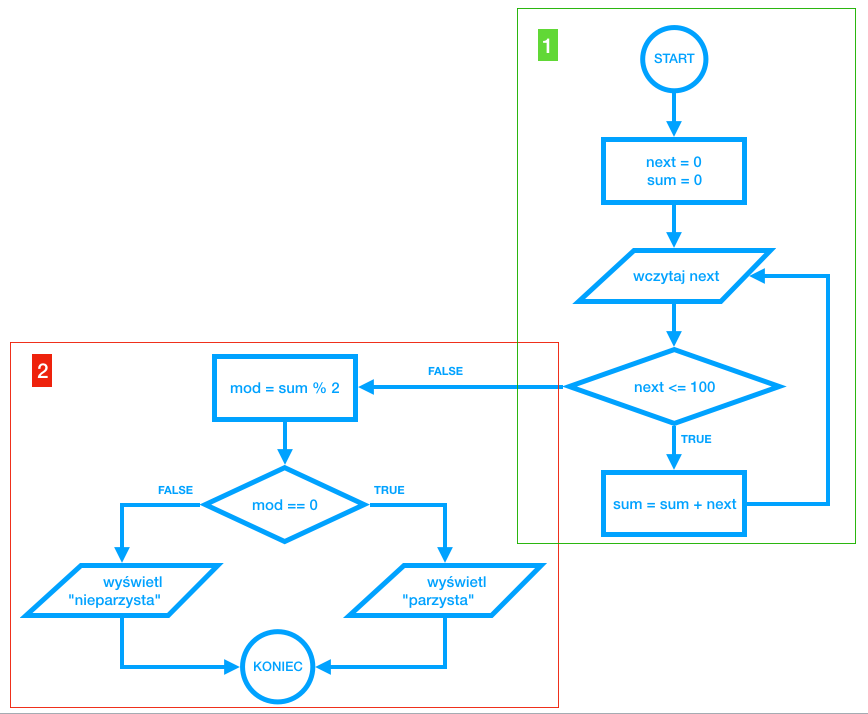 1
START
next = 0
sum = 0
wczytaj next
next <= 100
TRUE
sum = sum + next
FALSE
2
mod = sum % 2
mod == 0
FALSE
TRUE
wyświetl
"nieparzysta"
wyświetl
"parzysta"
KONIEC